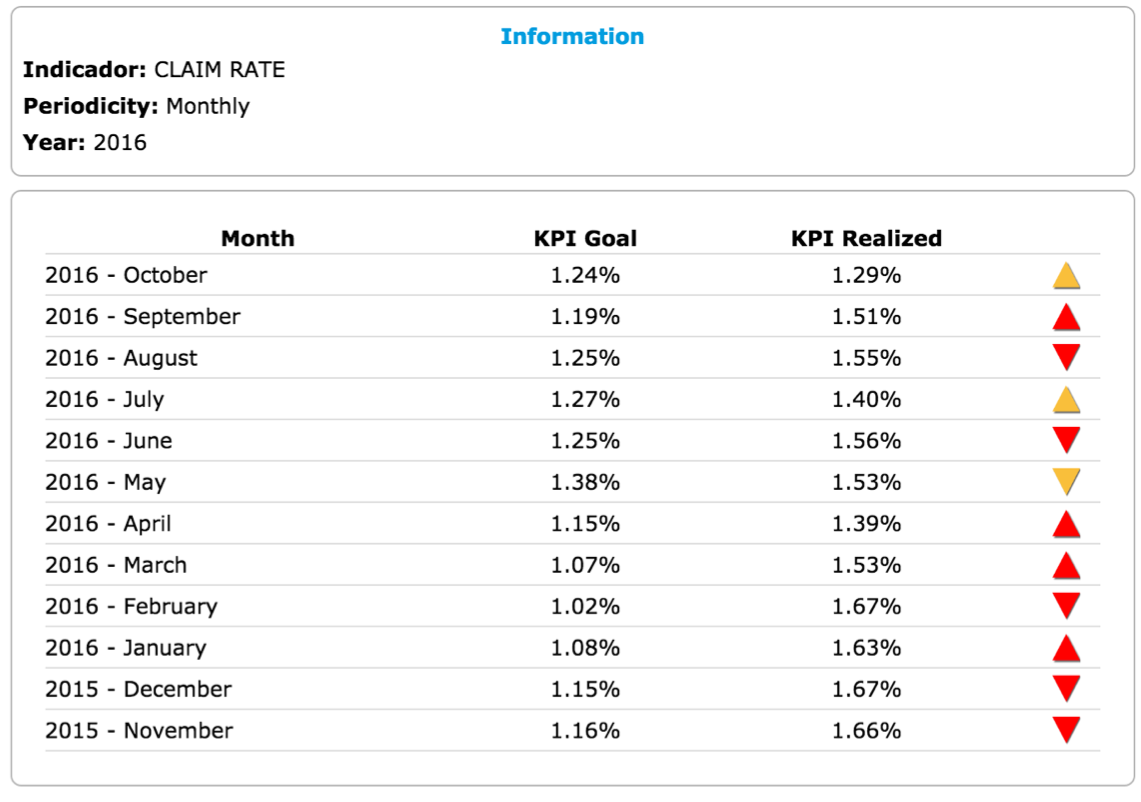 Information
Indicador: CLAIM RATE
Periodicity: Monthly
Year: 2016
Month KPI Goal KPI Realized
2016 - October 1.24% 1.29%
2016 - September 1.19% 1.51%
2016 - August 1.25% 1.55%
2016 - July 1.27% 1.40%
2016 - June 1.25% 1.56%
2016 - May 1.38% 1.53%
2016 - April 1.15% 1.39%
2016 - March 1.07% 1.53%
2016 - February 1.02% 1.67%
2016 - January 1.08% 1.63%
2015 - December 1.15% 1.67%
2015 - November 1.16% 1.66%